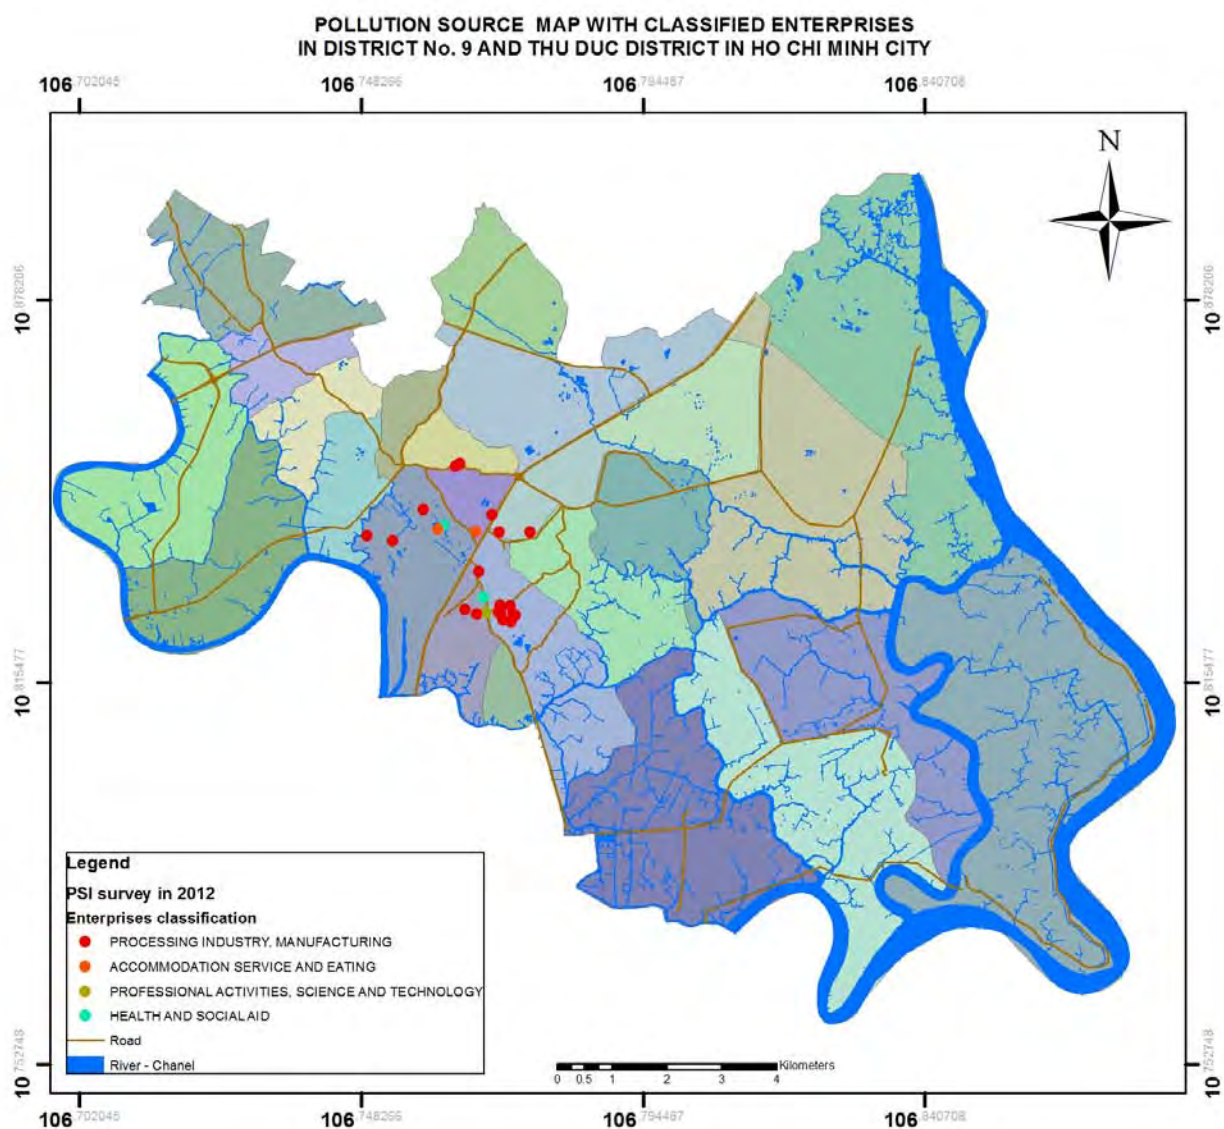 POLLUTION SOURCE MAP WITH CLASSIFIED ENTERPRISES
IN DISTRICT No. 9 AND THU DUC DISTRICT IN HO CHI MINH CITY
106.702045 106.748266 106.794487 106.840708
N
10.878206 10.878206
10.815477 10.815477
Legend
PSI survey in 2012
Enterprises classification
PROCESSING INDUSTRY, MANUFACTURING
ACCOMMODATION SERVICE AND EATING
PROFESSIONAL ACTIVITIES, SCIENCE AND TECHNOLOGY
HEALTH AND SOCIAL AID
Road
River - Chanel
Kilometers
0 0.5 1 2 3 4
10.752748 10.752748
106.702045 106.748266 106.794487 106.840708